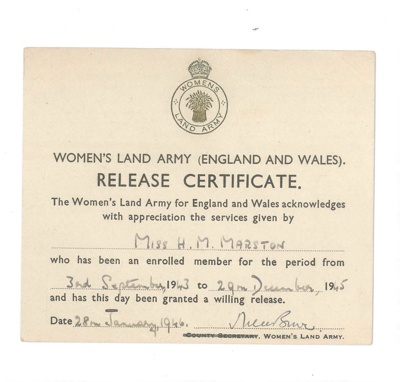 WOMENS
LAND ARMY
WOMEN'S LAND ARMY (ENGLAND AND WALES).
RELEASE CERTIFICATE.
The Women's Land Army for England and Wales acknowledges
with appreciation the services given by
MISS H. M. MARSTON
who has been an enrolled member for the period from
3rd September, 1943 to 29th December, 1945
and has this day been granted a willing release.
Date 28th January, 1946.
COUNTY SECRETARY, WOMEN'S LAND ARMY.